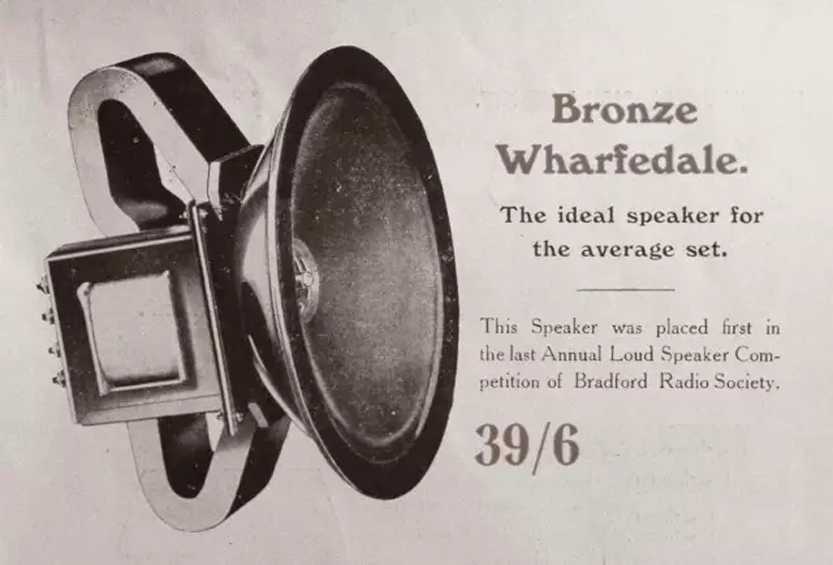 Bronze
Wharfedale.
The ideal speaker for
the average set.
This Speaker was placed first in
the last Annual Loud Speaker Com-
petition of Bradford Radio Society.
39/6